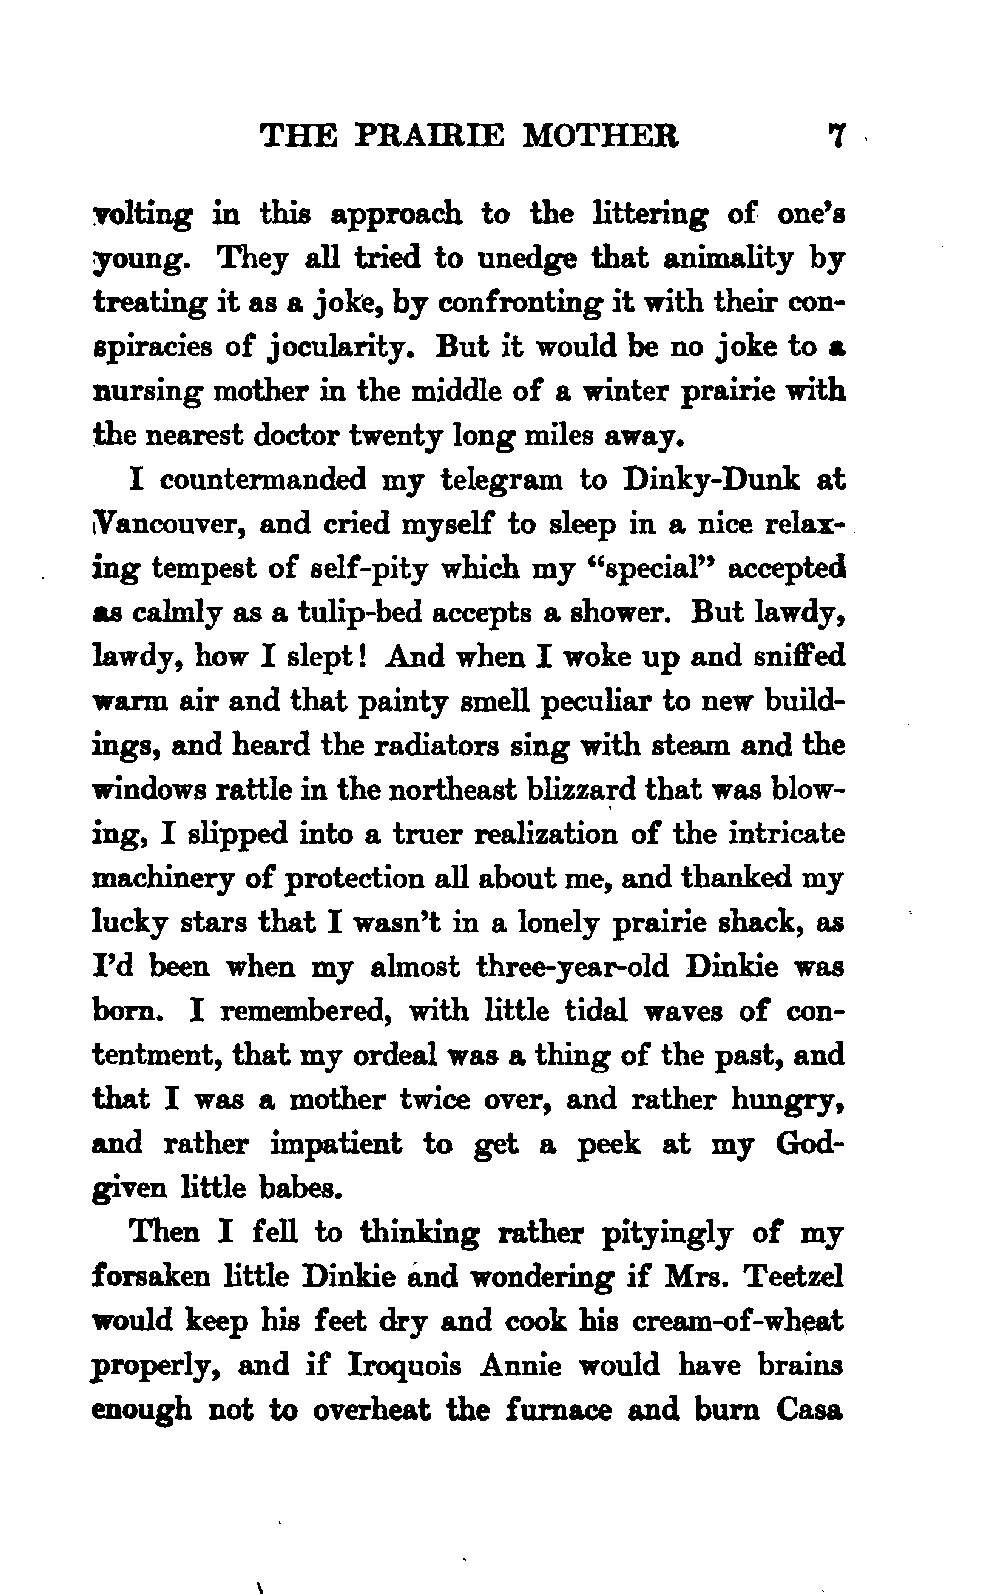 THE PRAIRIE MOTHER 7
volting in this approach to the littering of one's
young. They all tried to unedge that animality by
treating it as a joke, by confronting it with their con-
spiracies of jocularity. But it would be no joke to a
nursing mother in the middle of a winter prairie with
the nearest doctor twenty long miles away.
I countermanded my telegram to Dinky-Dunk at
Vancouver, and cried myself to sleep in a nice relax-
ing tempest of self-pity which my "special" accepted
as calmly as a tulip-bed accepts a shower. But lawdy,
lawdy, how I slept! And when I woke up and sniffed
warm air and that painty smell peculiar to new build-
ings, and heard the radiators sing with steam and the
windows rattle in the northeast blizzard that was blow-
ing, I slipped into a truer realization of the intricate
machinery of protection all about me, and thanked my
lucky stars that I wasn't in a lonely prairie shack, as
I'd been when my almost three-year-old Dinkie was
born. I remembered, with little tidal waves of con-
tentment, that my ordeal was a thing of the past, and
that I was a mother twice over, and rather hungry,
and rather impatient to get a peek at my God-
given little babes.
Then I fell to thinking rather pityingly of my
forsaken little Dinkie and wondering if Mrs. Teetzel
would keep his feet dry and cook his cream-of-wheat
properly, and if Iroquois Annie would have brains
enough not to overheat the furnace and burn Casa